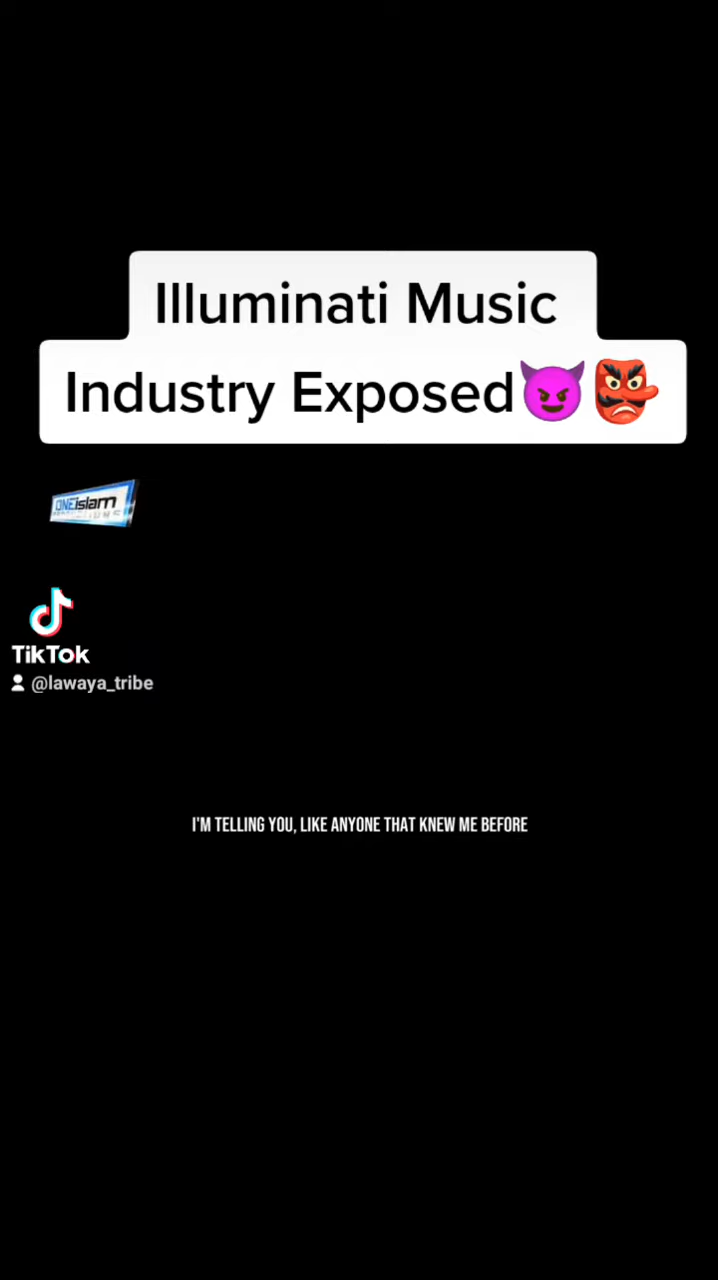 Illuminati Music
Industry Exposed😈👺
ONEislam
TikTok
@lawaya_tribe
I'M TELLING YOU, LIKE ANYONE THAT KNEW ME BEFORE